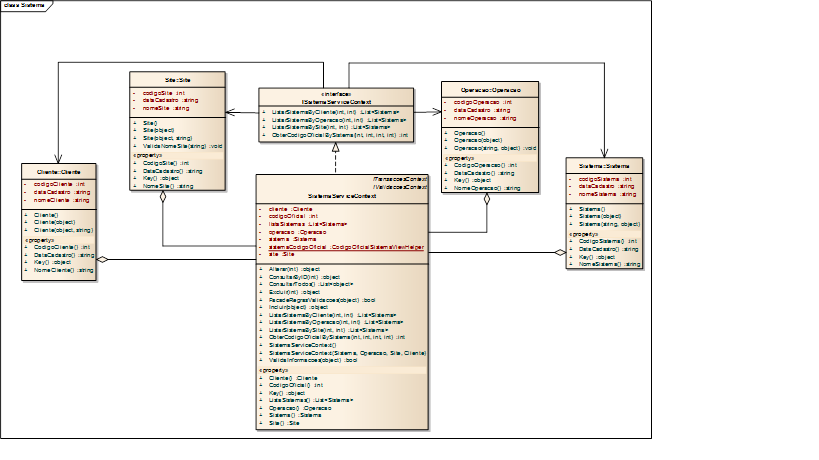 class Sistema
Site::Site
- codigoSite :int
- dataCadastro :string
- nomeSite :string
+ Site()
+ Site(object)
+ Site(object, string)
+ ValidaNomeSite(string) :void
«property»
+ CodigoSite() :int
+ DataCadastro() :string
+ Key() :object
+ NomeSite() :string
«interface»
ISistemaServiceContext
+ ListarSistemaByCliente(int, int) :List<Sistema>
+ ListarSistemaByOperacao(int, int) :List<Sistema>
+ ListarSistemaBySite(int, int) :List<Sistema>
+ ObterCodigoOficialBySistema(int, int, int, int) :int
Operacao::Operacao
- codigoOperacao :int
- dataCadastro :string
- nomeOperacao :string
+ Operacao()
+ Operacao(object)
+ Operacao(string, object) :void
«property»
+ CodigoOperacao() :int
+ DataCadastro() :string
+ Key() :object
+ NomeOperacao() :string
Cliente::Cliente
- codigoCliente :int
- dataCadastro :string
- nomeCliente :string
+ Cliente()
+ Cliente(object)
+ Cliente(object, string)
«property»
+ CodigoCliente() :int
+ DataCadastro() :string
+ Key() :object
+ NomeCliente() :string
ITransacoesContext
IValidacoesContext
SistemaServiceContext
- cliente :Cliente
- codigoOficial :int
- listaSistemas :List<Sistema>
- operacao :Operacao
- sistema :Sistema
- sistemaCodigoOficial :CodigoOficialSistemaViewHelper
- site :Site
+ Alterar(int) :object
+ ConsultarByID(int) :object
+ ConsultarTodos() :List<object>
+ Excluir(int) :object
+ FacadeRegrasValidacoes(object) :bool
+ Incluir(object) :object
+ ListarSistemaByCliente(int, int) :List<Sistema>
+ ListarSistemaByOperacao(int, int) :List<Sistema>
+ ListarSistemaBySite(int, int) :List<Sistema>
+ ObterCodigoOficialBySistema(int, int, int, int) :int
+ SistemaServiceContext()
+ SistemaServiceContext(Sistema, Operacao, Site, Cliente)
+ ValidaInformacoes(object) :bool
«property»
+ Cliente() :Cliente
+ CodigoOficial() :int
+ Key() :object
+ ListaSistemas() :List<Sistema>
+ Operacao() :Operacao
+ Sistema() :Sistema
+ Site() :Site
Sistema::Sistema
- codigoSistema :int
- dataCadastro :string
- nomeSistema :string
+ Sistema()
+ Sistema(object)
+ Sistema(string, object)
«property»
+ CodigoSistema() :int
+ DataCadastro() :string
+ Key() :object
+ NomeSistema() :string